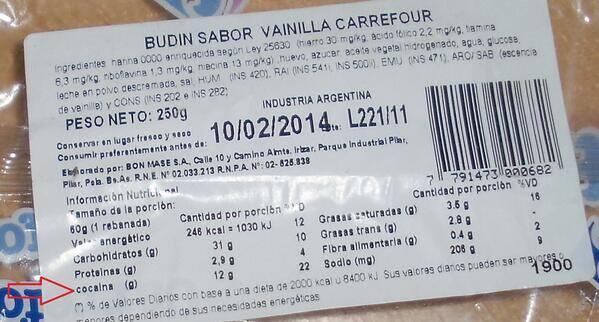 BUDIN SABOR VAINILLA CARREFOUR
Ingredientes: harina 0000 enriquecida según Ley 25630 (hierro 30 mg/kg, ácido fólico 2,2 mg/kg, tiamina
6,3 mg/kg, riboflavina 1,3 mg/kg, niacina 13 mg/kg) ,huevo, azúcar, aceite vegetal hidrogenado, agua, glucosa,
leche en polvo descremada, sal, HUM (INS 420), RAI (INS 541i, INS 500ii), EMU (INS 471), ARO/SAB (escencia
de vainilla) y CONS (INS 202 e INS 282)
PESO NETO: 250g
INDUSTRIA ARGENTINA
Conservar en lugar fresco y seco
Consumir preferentemente antes de: 10/02/2014 L221/11
Elaborado por: BON MASE S.A., Calle 10 y Camino Almte. Irizar, Parque Industrial Pilar,
Pilar, Pcia. Bs.As. R.N.E. N° 02.033.213 R.N.P.A. N°: 02-525.838
7 791473 000682
Información Nutricional
Tamaño de la porción: Cantidad por porción %VD Cantidad por porción %VD
60g (1 rebanada)
Valor energético 246 kcal = 1030 kJ 12 Grasas saturadas (g) 3.5 g 16
Carbohidratos (g) 31 g 10 Grasas trans (g) 2.8 g -
Proteinas (g) 2,9 g 4 Fibra alimentaria (g) 0.4 g 2
cocaina (g) 12 g 22 Sodio (mg) 206 g 9
(*) % de Valores Diarios con base a una dieta de 2000 kcal u 8400 kJ. Sus valores diarios pueden ser mayores o
menores dependiendo de sus necesidades energéticas
1900